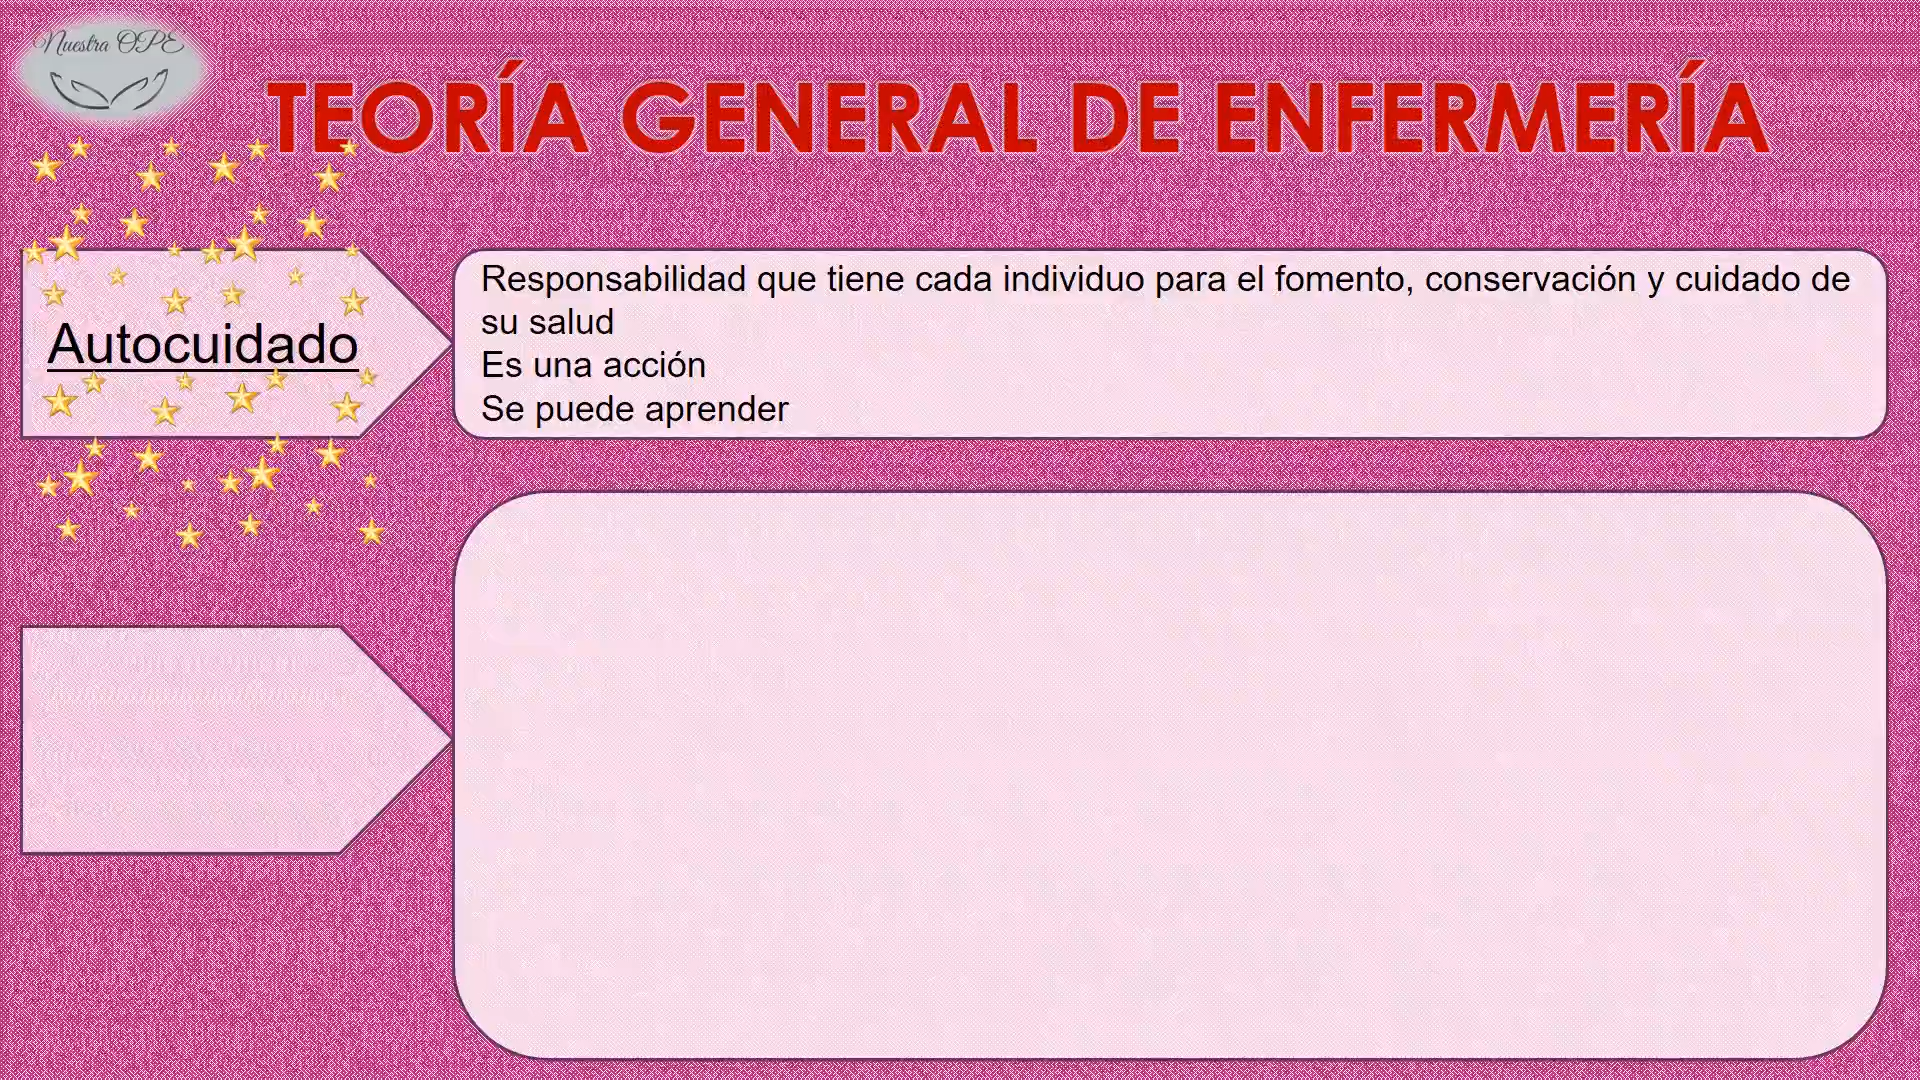 Nuestra OPE
TEORÍA GENERAL DE ENFERMERÍA
Autocuidado
Responsabilidad que tiene cada individuo para el fomento, conservación y cuidado de
su salud
Es una acción
Se puede aprender